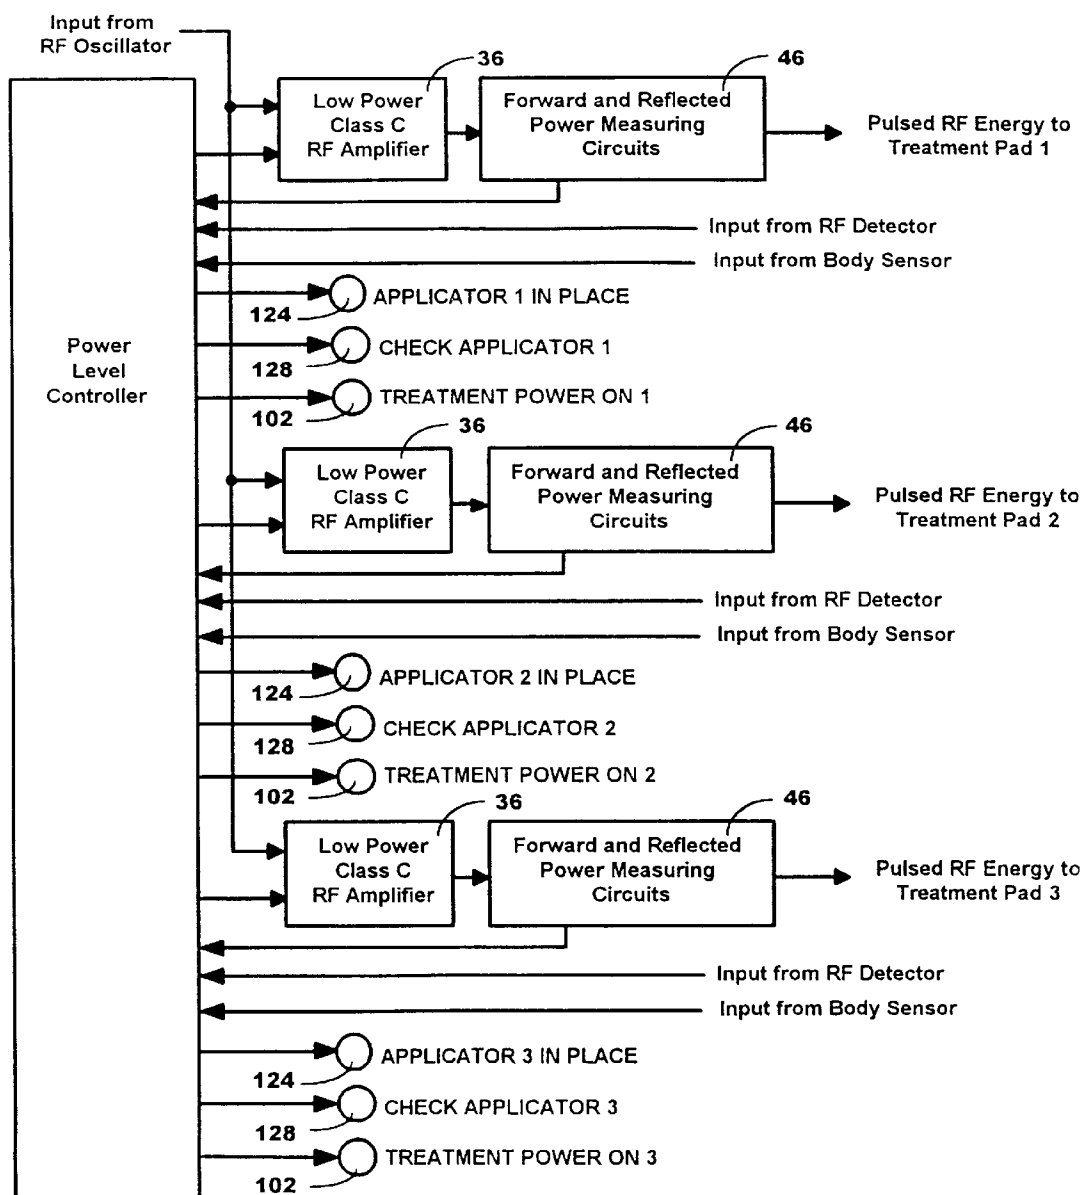 Input from
RF Oscillator
36
46
Low Power
Class C
RF Amplifier
Forward and Reflected
Power Measuring
Circuits
Pulsed RF Energy to
Treatment Pad 1
Input from RF Detector
Input from Body Sensor
124
APPLICATOR 1 IN PLACE
Power
Level
Controller
128
CHECK APPLICATOR 1
102
TREATMENT POWER ON 1
36
46
Low Power
Class C
RF Amplifier
Forward and Reflected
Power Measuring
Circuits
Pulsed RF Energy to
Treatment Pad 2
Input from RF Detector
Input from Body Sensor
124
APPLICATOR 2 IN PLACE
128
CHECK APPLICATOR 2
102
TREATMENT POWER ON 2
36
46
Low Power
Class C
RF Amplifier
Forward and Reflected
Power Measuring
Circuits
Pulsed RF Energy to
Treatment Pad 3
Input from RF Detector
Input from Body Sensor
124
APPLICATOR 3 IN PLACE
128
CHECK APPLICATOR 3
102
TREATMENT POWER ON 3